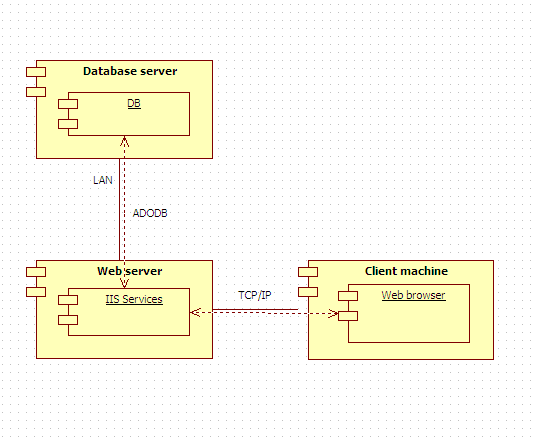 Database server
DB
LAN
ADODB
Web server
IIS Services
TCP/IP
Client machine
Web browser